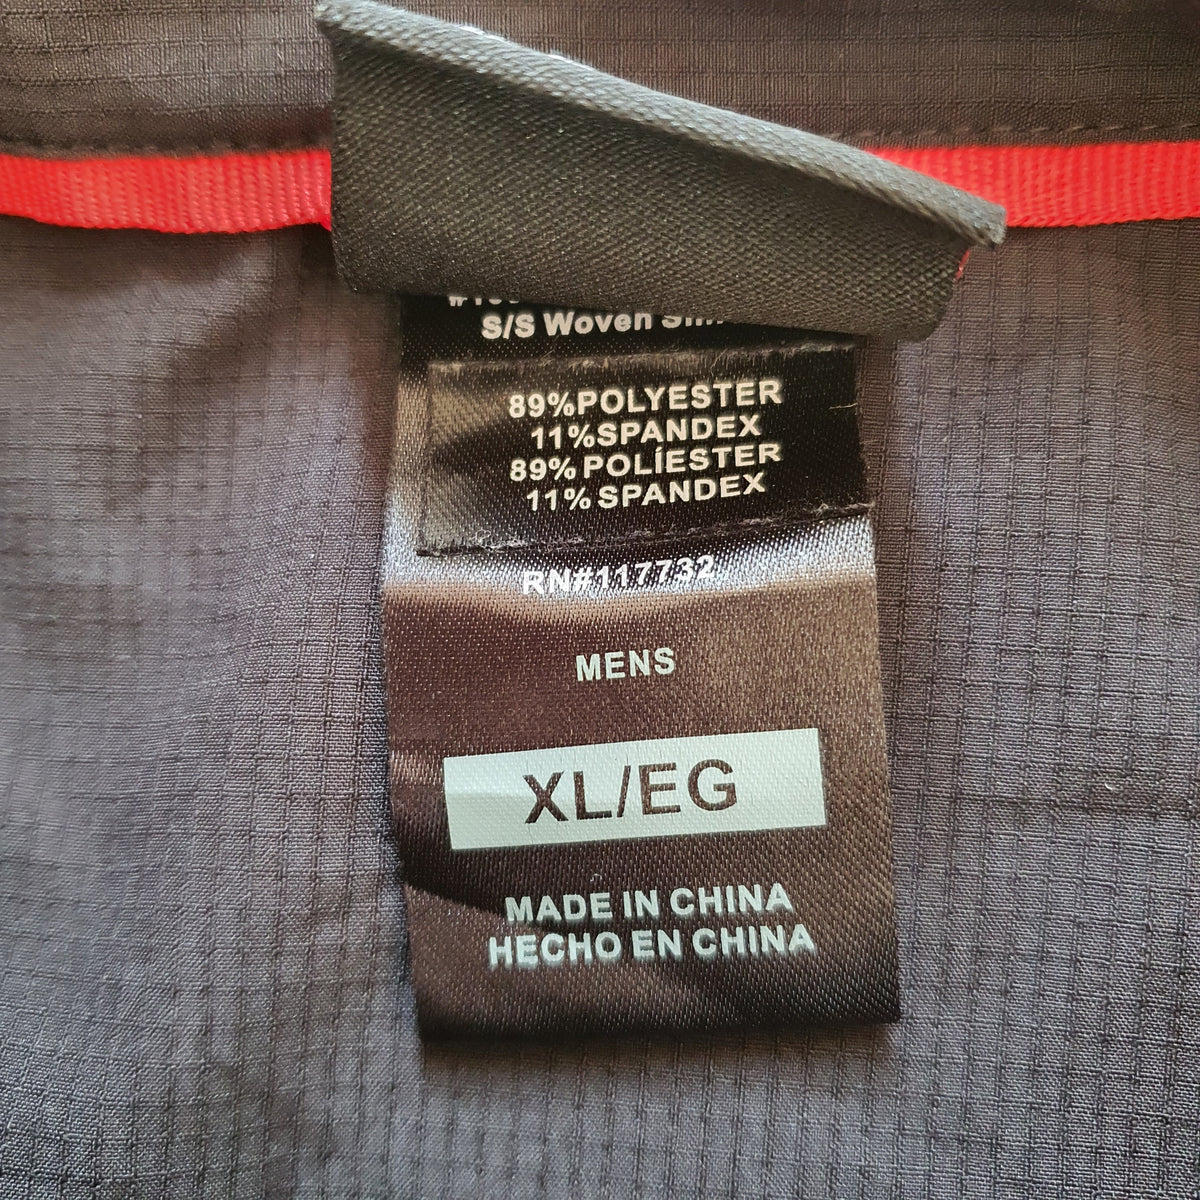 S/S Woven
89%POLYESTER
11%SPANDEX
89%POLÍESTER
11%SPANDEX
RN#117732
MENS
XL/EG
MADE IN CHINA
HECHO EN CHINA